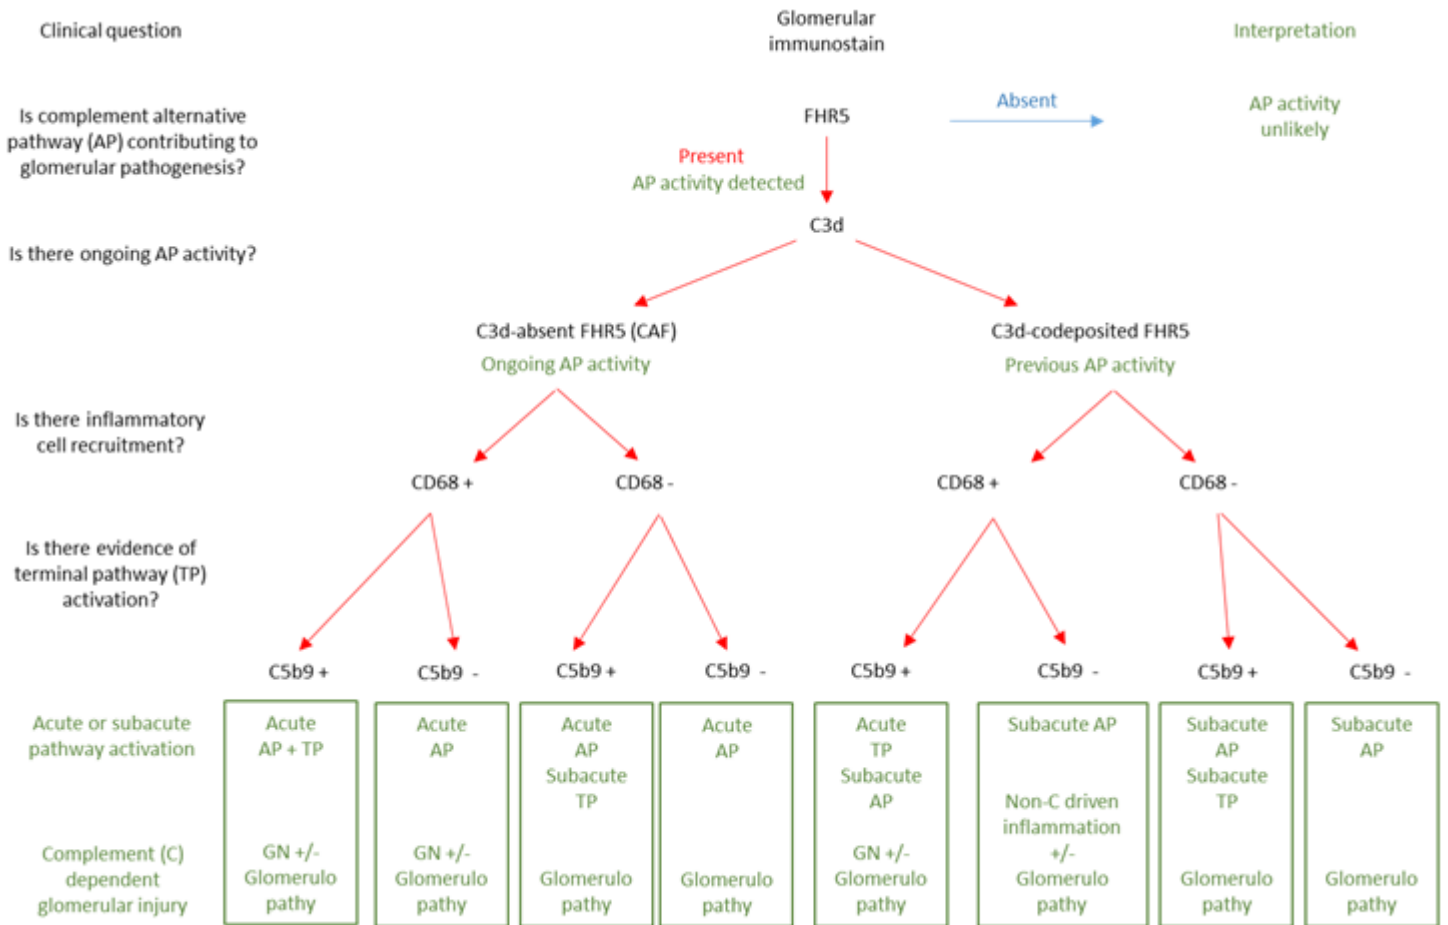 Clinical question
Glomerular
immunostain
Interpretation
Is complement alternative
pathway (AP) contributing to
glomerular pathogenesis?
FHR5
Absent
AP activity
unlikely
Present
AP activity detected
C3d
Is there ongoing AP activity?
C3d-absent FHR5 (CAF)
Ongoing AP activity
C3d-codeposited FHR5
Previous AP activity
Is there inflammatory
cell recruitment?
CD68 +
CD68 -
CD68 +
CD68 -
Is there evidence of
terminal pathway (TP)
activation?
C5b9 +
C5b9 -
C5b9 +
C5b9 -
C5b9 +
C5b9 -
C5b9 +
C5b9 -
Acute or subacute
pathway activation
Complement (C)
dependent
glomerular injury
Acute
AP + TP
GN +/-
Glomerulo
pathy
Acute
AP
GN +/-
Glomerulo
pathy
Acute
AP
Subacute
TP
Glomerulo
pathy
Acute
AP
Glomerulo
pathy
Acute
TP
Subacute
AP
GN +/-
Glomerulo
pathy
Subacute AP
Non-C driven
inflammation
+/-
Glomerulo
pathy
Subacute
AP
Subacute
TP
Glomerulo
pathy
Subacute
AP
Glomerulo
pathy